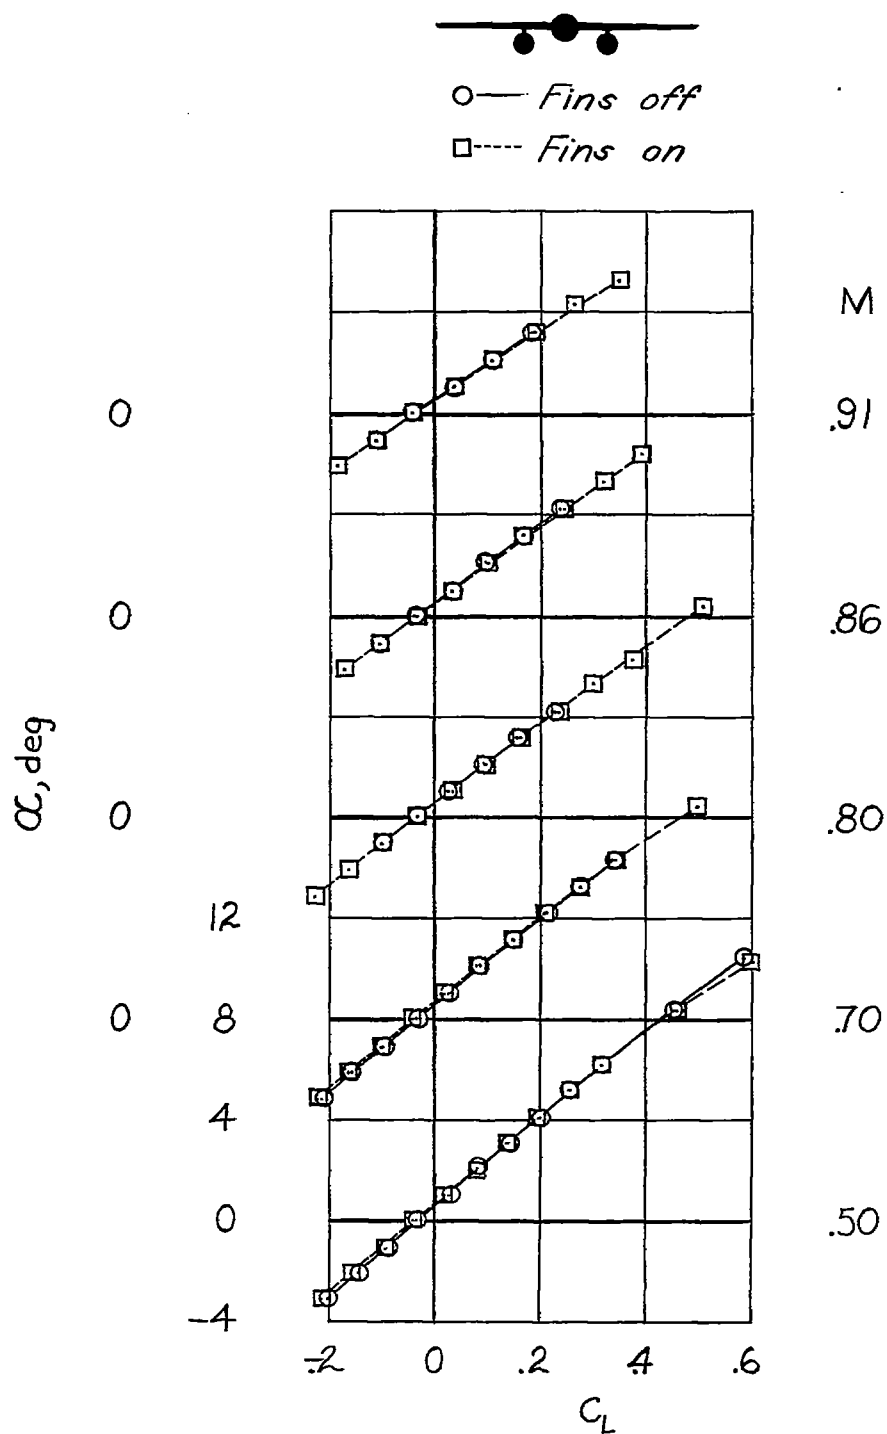 Fins off
Fins on
M
0 .91
0 .86
α, deg
0 .80
12
0 8 .70
4
0 .50
-4
-.2 0 .2 .4 .6
C_L